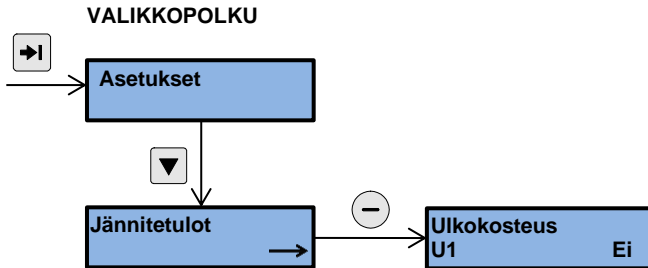 VALIKKOPOLKU
Asetukset
Jännitetulot
Ulkokosteus
U1 Ei